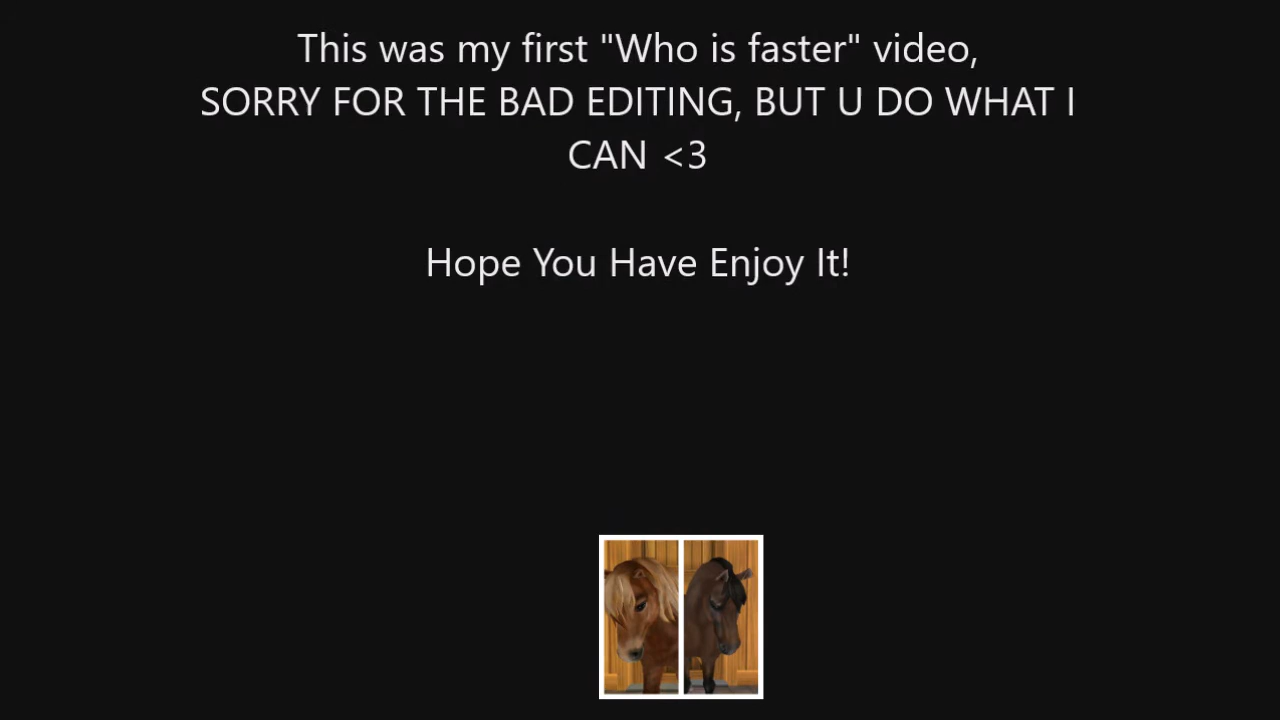 This was my first "Who is faster" video,
SORRY FOR THE BAD EDITING, BUT U DO WHAT I
CAN <3
Hope You Have Enjoy It!